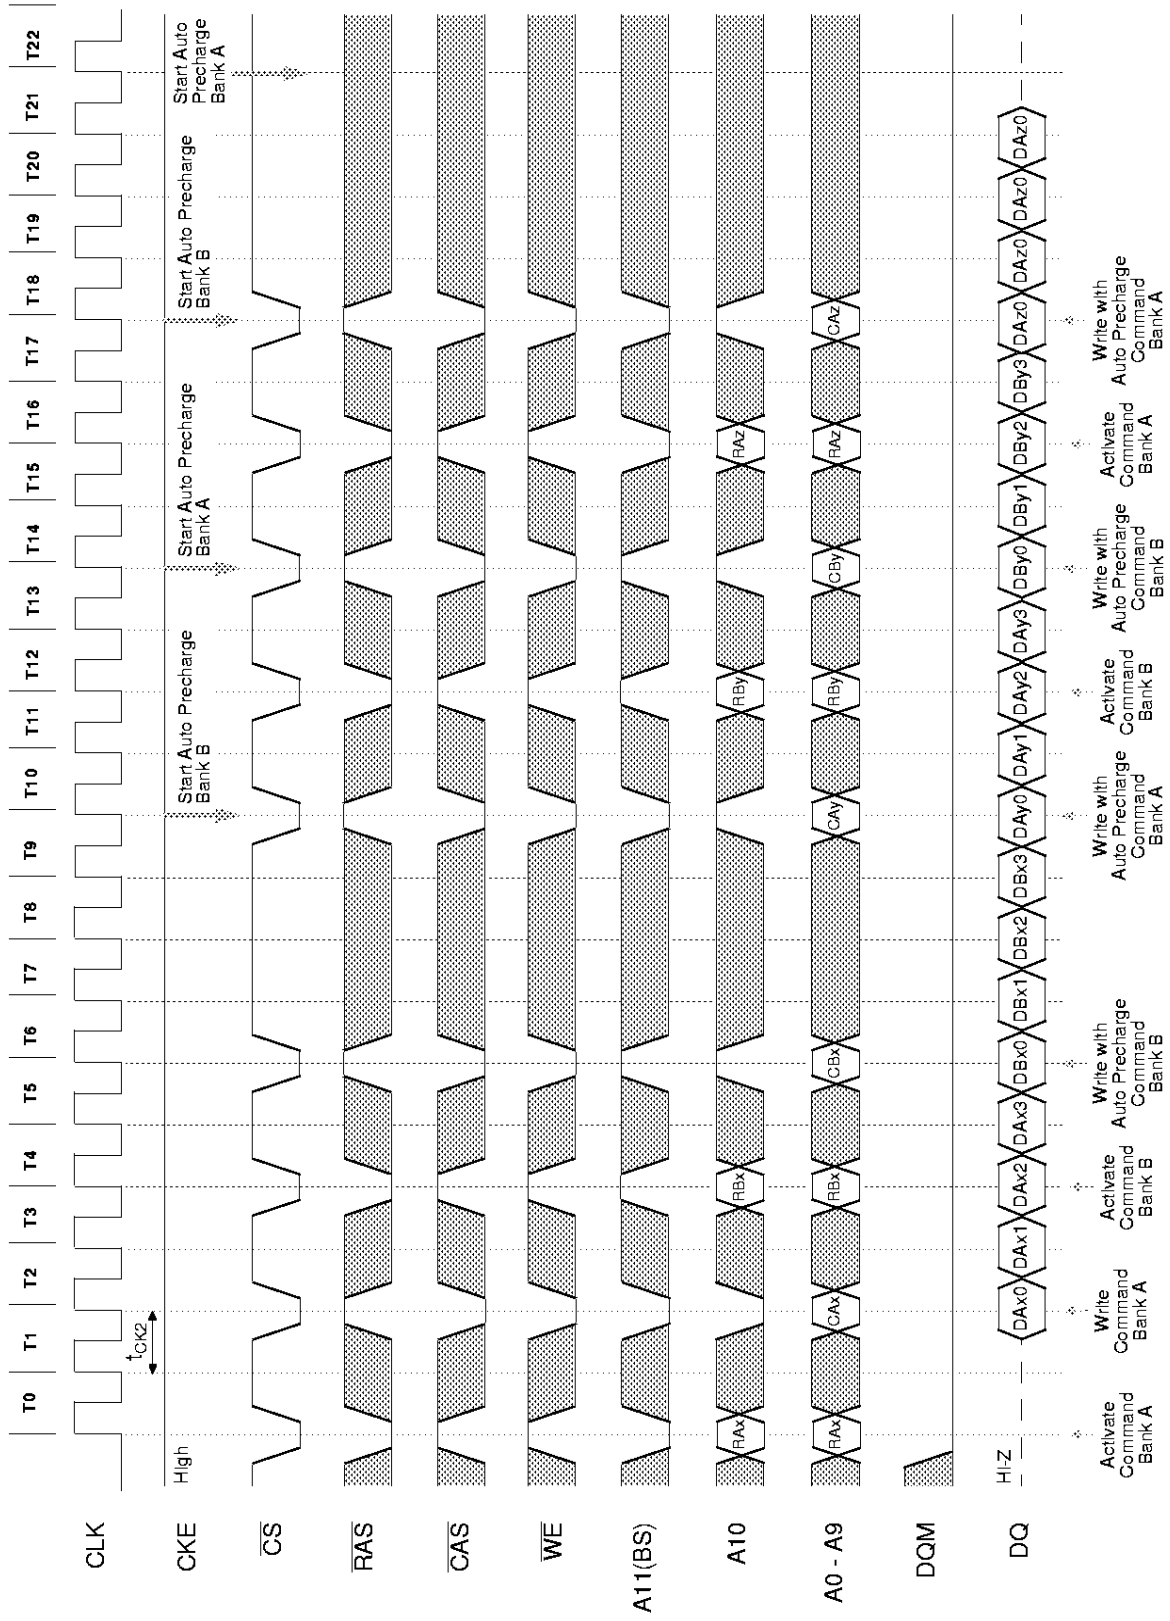 T0 T1 T2 T3 T4 T5 T6 T7 T8 T9 T10 T11 T12 T13 T14 T15 T16 T17 T18 T19 T20 T21 T22
CLK
tCK2
CKE
High
Start Auto Precharge
Bank B
Start Auto Precharge
Bank A
Start Auto Precharge
Bank B
Start Auto
Precharge
Bank A
CS
RAS
CAS
WE
A11(BS)
A10
RAx RBx RBy RAz
A0 - A9
RAx CAx RBx CBx CAy RBy CBy RAz CAz
DQM
DQ
HI-Z
DAx0 DAx1 DAx2 DAx3 DBx0 DBx1 DBx2 DBx3 DAy0 DAy1 DAy2 DAy3 DBy0 DBy1 DBy2 DBy3 DAz0 DAz0 DAz0 DAz0
Activate
Command
Bank A
Write
Command
Bank A
Activate
Command
Bank B
Write with
Auto Precharge
Command
Bank B
Write with
Auto Precharge
Command
Bank A
Activate
Command
Bank B
Write with
Auto Precharge
Command
Bank B
Activate
Command
Bank A
Write with
Auto Precharge
Command
Bank A